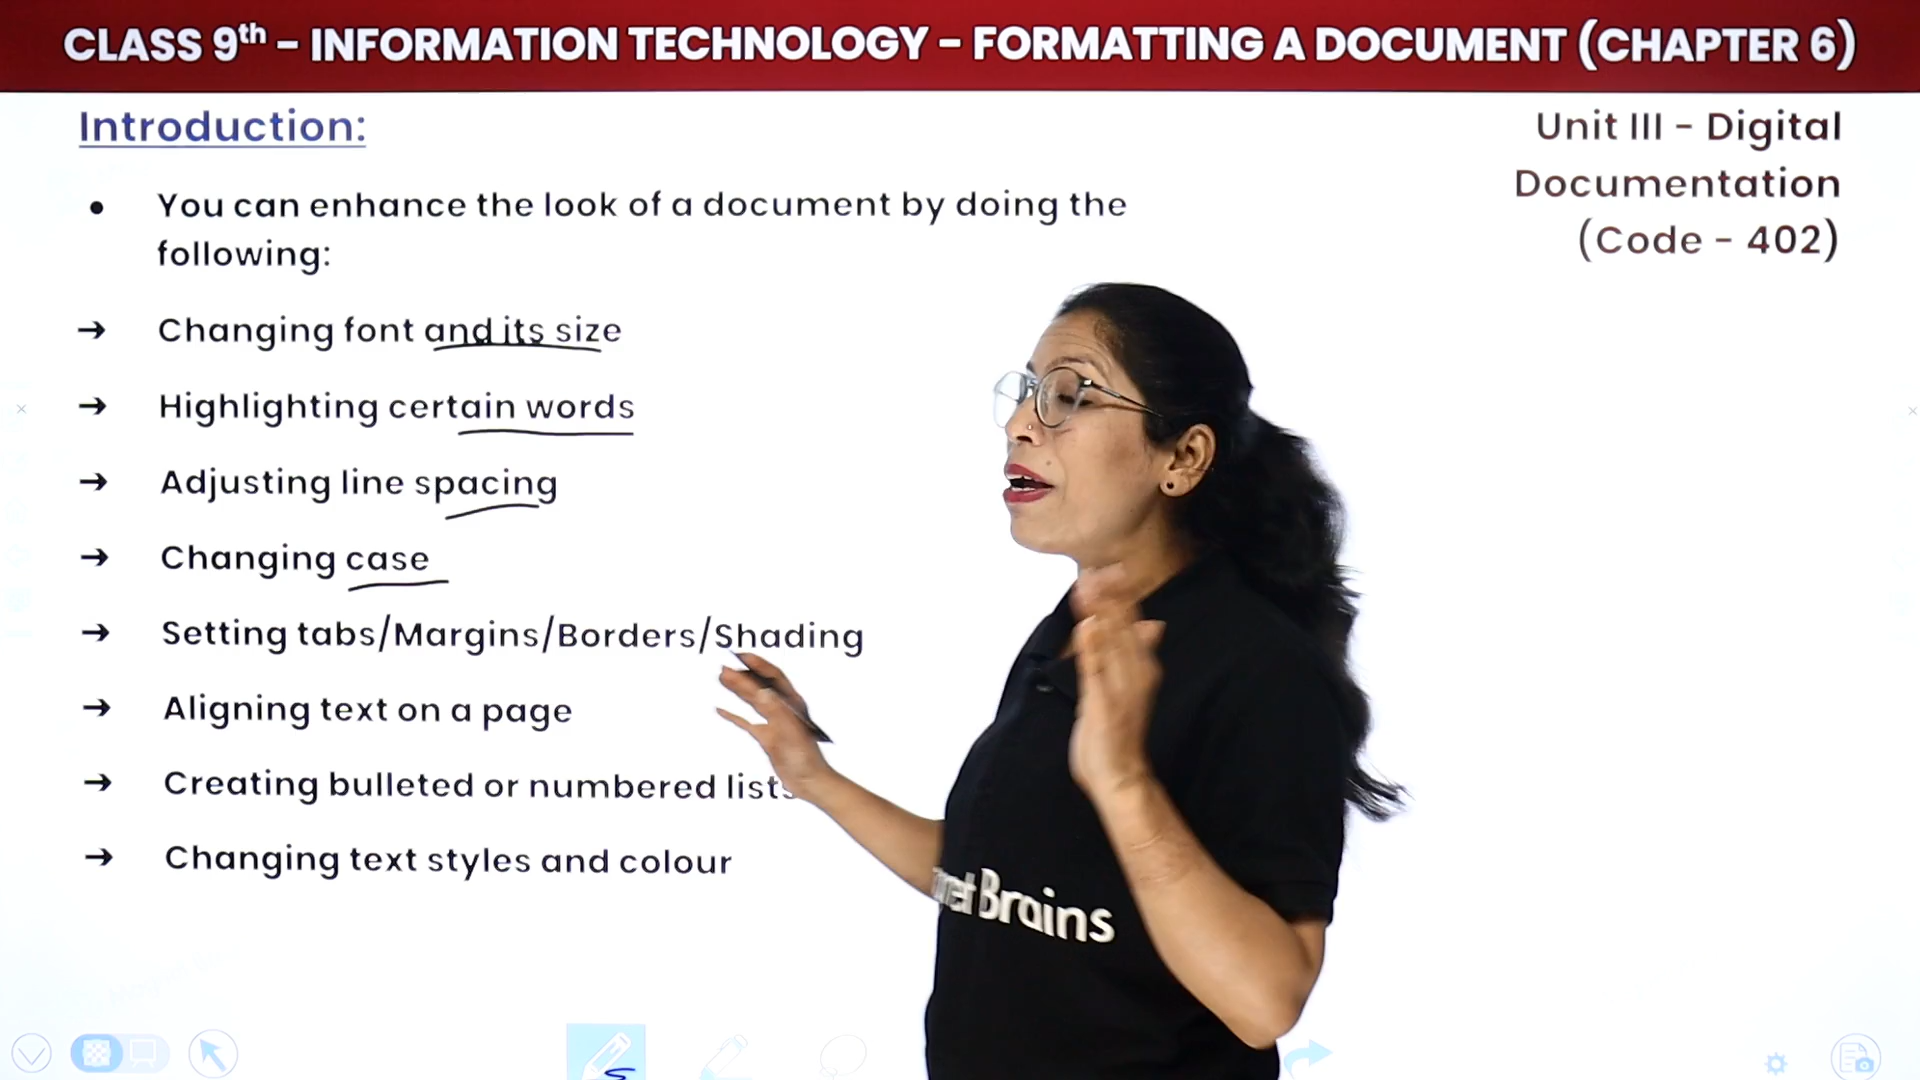 CLASS 9th – INFORMATION TECHNOLOGY – FORMATTING A DOCUMENT (CHAPTER 6)
Introduction:
Unit III - Digital
Documentation
(Code - 402)
• You can enhance the look of a document by doing the
following:
→ Changing font and its size
→ Highlighting certain words
→ Adjusting line spacing
→ Changing case
→ Setting tabs/Margins/Borders/Shading
→ Aligning text on a page
→ Creating bulleted or numbered lists
→ Changing text styles and colour
Brains